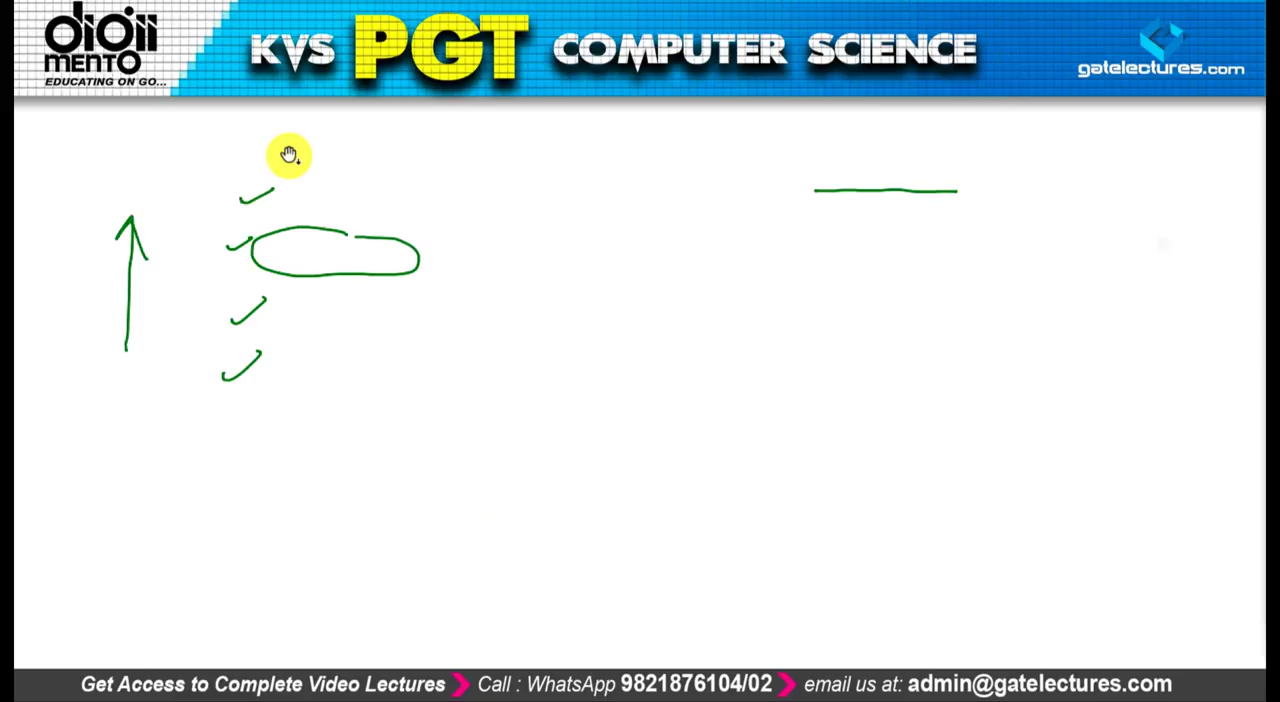 digii
mento
EDUCATING ON GO...
KVS PGT COMPUTER SCIENCE
gatelectures.com
Get Access to Complete Video Lectures Call : WhatsApp 9821876104/02 email us at: admin@gatelectures.com